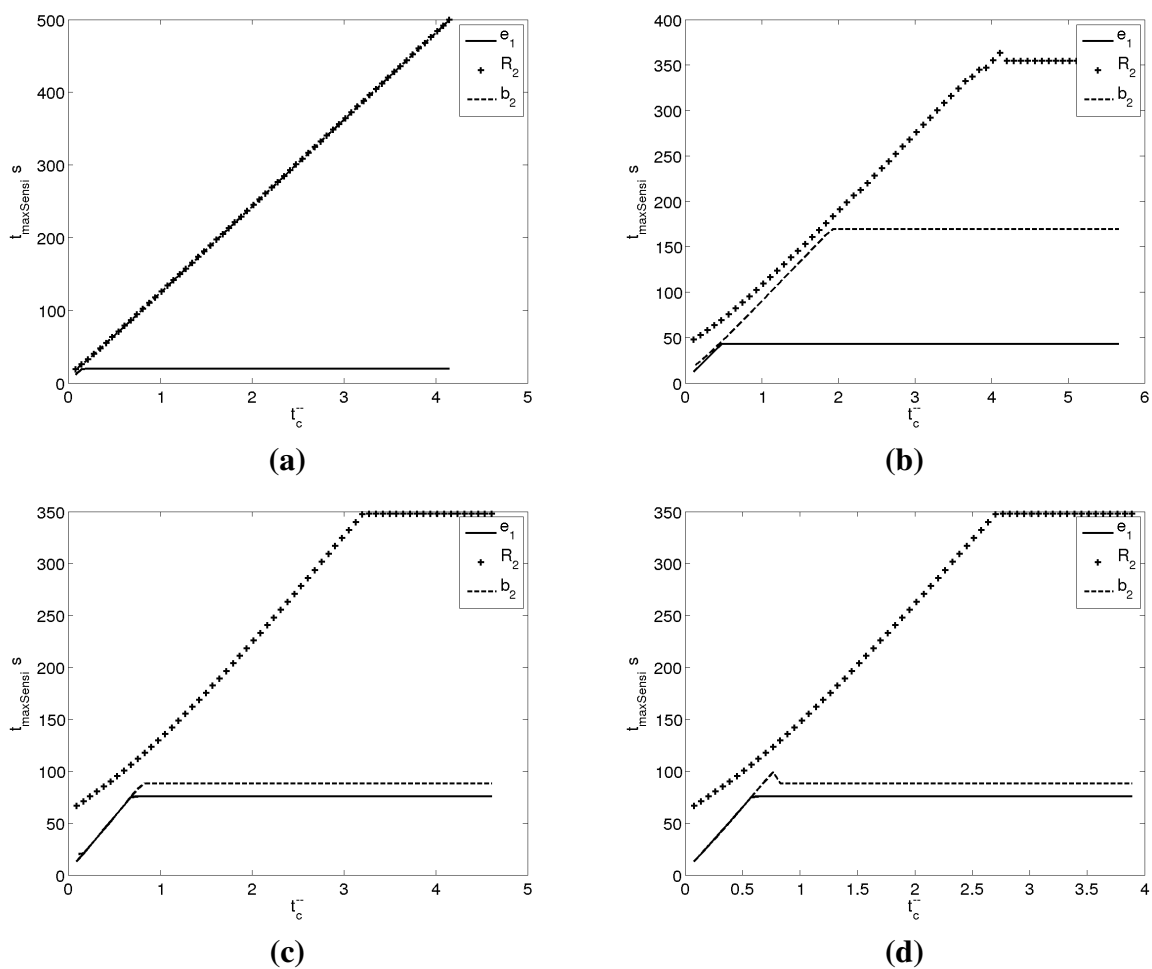 500
400
300
200
100
0
0 1 2 3 4 5
t_maxSensi s
t_c^--
e_1
R_2
b_2
(a)
400
350
300
250
200
150
100
50
0
0 1 2 3 4 5 6
t_maxSensi s
t_c^--
e_1
R_2
b_2
(b)
350
300
250
200
150
100
50
0
0 1 2 3 4 5
t_maxSensi s
t_c^--
e_1
R_2
b_2
(c)
350
300
250
200
150
100
50
0
0 0.5 1 1.5 2 2.5 3 3.5 4
t_maxSensi s
t_c^--
e_1
R_2
b_2
(d)